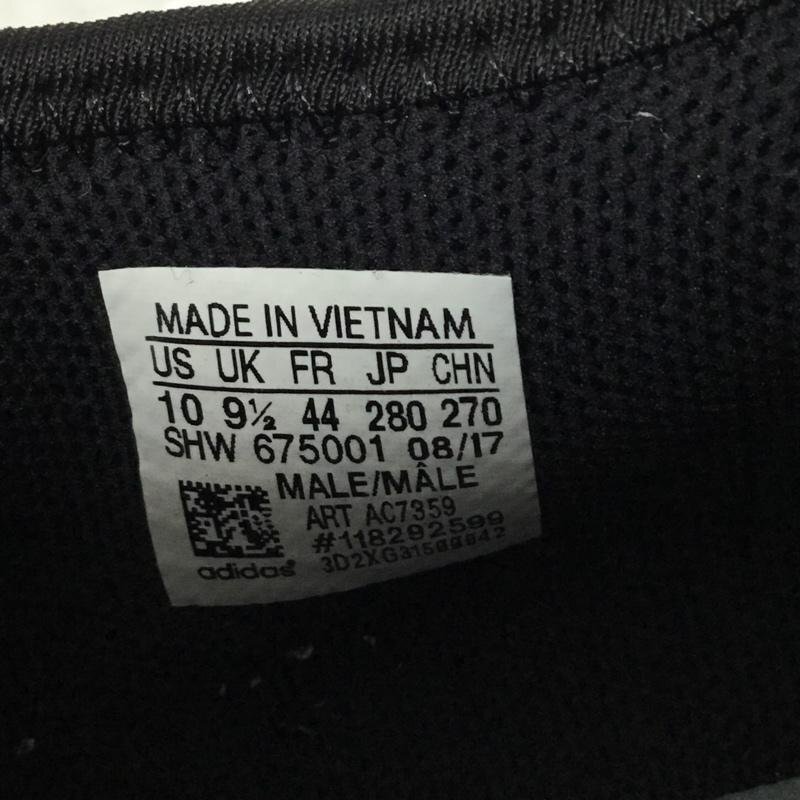 MADE IN VIETNAM
US UK FR JP CHN
10 9½ 44 280 270
SHW 675001 08/17
MALE/MÂLE
ART AC7359
#118292599
adidas®